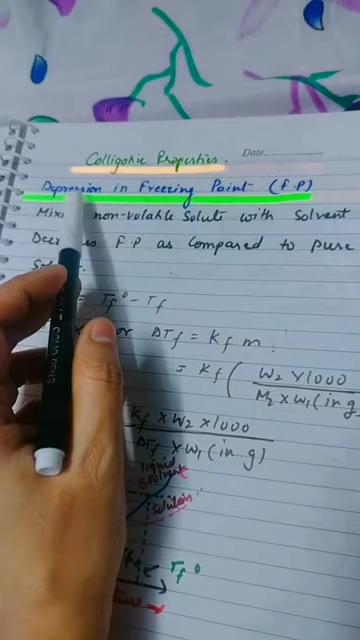 Colligative Properties.
Date
Depression in Freezing Point (F.P)
non-volatile Solute with Solvent
F.P as compared to pure
= Tf° - Tf
or ΔTf = Kf m.
= Kf ( W2 × 1000
M2 × W1 (in g
Kf × W2 × 1000
ΔTf × W1 (in g)
liquid
solvent
solution
Tf°